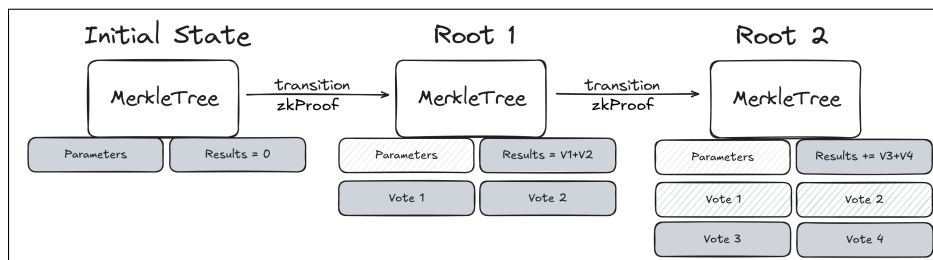 Initial State
Root 1
Root 2
MerkleTree
transition
zkProof
MerkleTree
transition
zkProof
MerkleTree
Parameters
Results = 0
Parameters
Results = V1+V2
Parameters
Results += V3+V4
Vote 1
Vote 2
Vote 1
Vote 2
Vote 3
Vote 4